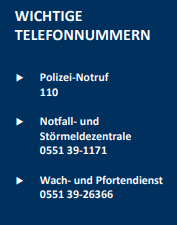 WICHTIGE
TELEFONNUMMERN
Polizei-Notruf
110
Notfall- und
Störmeldezentrale
0551 39-1171
Wach- und Pfortendienst
0551 39-26366